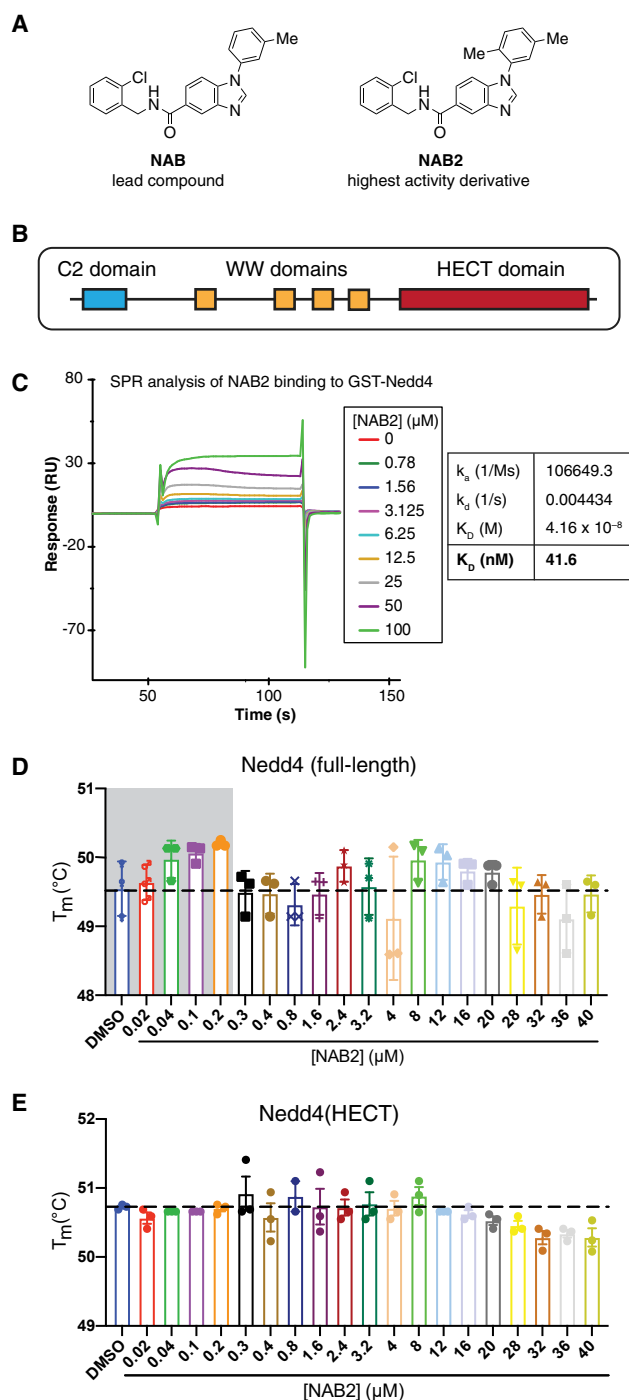 A
Me
Cl
N
N
H
O
N
NAB
lead compound
Me
Me
Cl
N
N
H
O
N
NAB2
highest activity derivative
B
C2 domain
WW domains
HECT domain
C
SPR analysis of NAB2 binding to GST-Nedd4
80
30
-20
-70
Response (RU)
50
100
150
Time (s)
[NAB2] (µM)
0
0.78
1.56
3.125
6.25
12.5
25
50
100
ka (1/Ms) 106649.3
kd (1/s) 0.004434
KD (M) 4.16 x 10⁻⁸
KD (nM) 41.6
D
Nedd4 (full-length)
51
50
49
48
Tm(°C)
DMSO 0.02 0.04 0.1 0.2 0.3 0.4 0.8 1.6 2.4 3.2 4 8 12 16 20 28 32 36 40
[NAB2] (µM)
E
Nedd4(HECT)
52
51
50
49
Tm(°C)
DMSO 0.02 0.04 0.1 0.2 0.3 0.4 0.8 1.6 2.4 3.2 4 8 12 16 20 28 32 36 40
[NAB2] (µM)